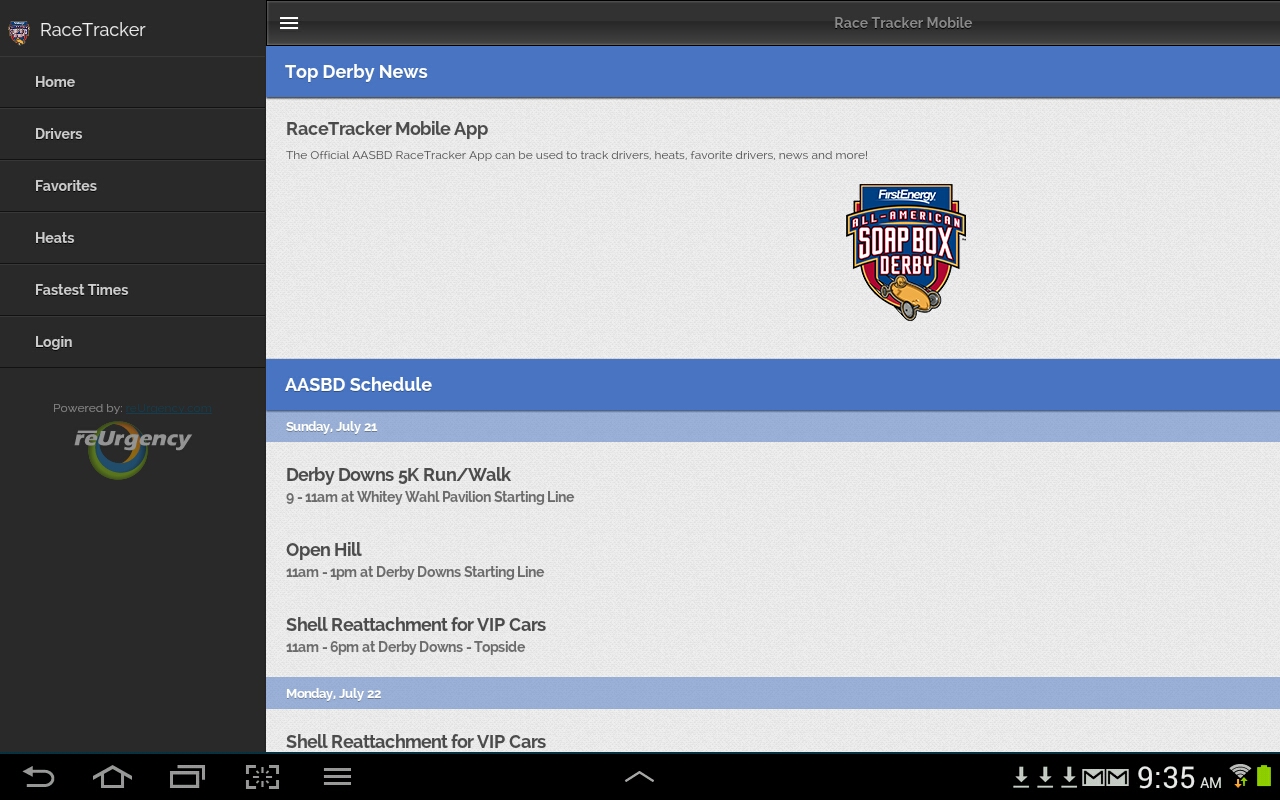 RaceTracker
Race Tracker Mobile
Home
Drivers
Favorites
Heats
Fastest Times
Login
Powered by: reurgency.com
reUrgency
Top Derby News
RaceTracker Mobile App
The Official AASBD RaceTracker App can be used to track drivers, heats, favorite drivers, news and more!
FirstEnergy
ALL-AMERICAN
SOAP BOX
DERBY
AASBD Schedule
Sunday, July 21
Derby Downs 5K Run/Walk
9 - 11am at Whitey Wahl Pavilion Starting Line
Open Hill
11am - 1pm at Derby Downs Starting Line
Shell Reattachment for VIP Cars
11am - 6pm at Derby Downs - Topside
Monday, July 22
Shell Reattachment for VIP Cars
9:35 AM